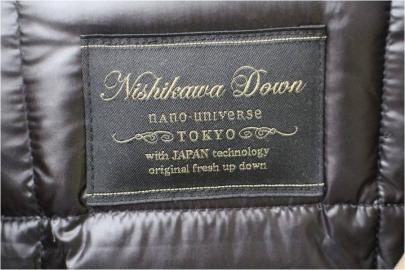 Nishikawa Down
nano·universe
TOKYO
with JAPAN technology
original fresh up down